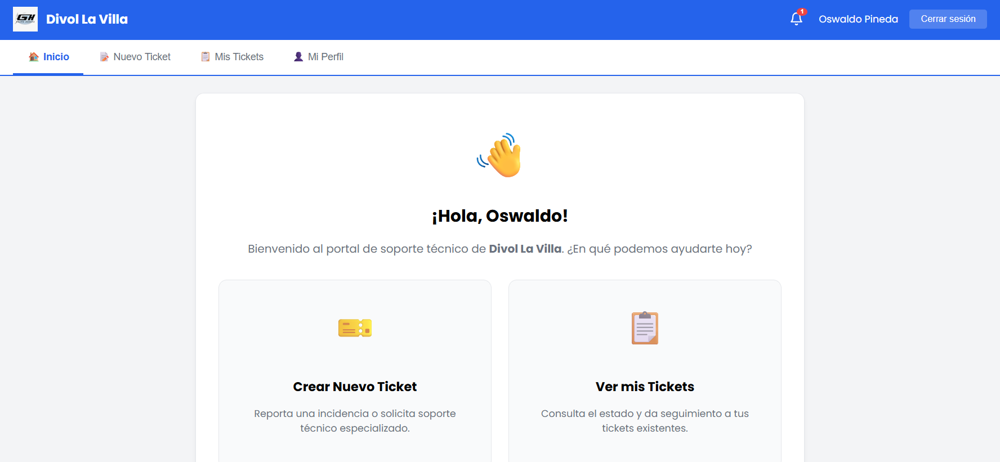 GH
Divol La Villa
1
Oswaldo Pineda
Cerrar sesión
Inicio
Nuevo Ticket
Mis Tickets
Mi Perfil
¡Hola, Oswaldo!
Bienvenido al portal de soporte técnico de Divol La Villa. ¿En qué podemos ayudarte hoy?
Crear Nuevo Ticket
Reporta una incidencia o solicita soporte
técnico especializado.
Ver mis Tickets
Consulta el estado y da seguimiento a tus
tickets existentes.